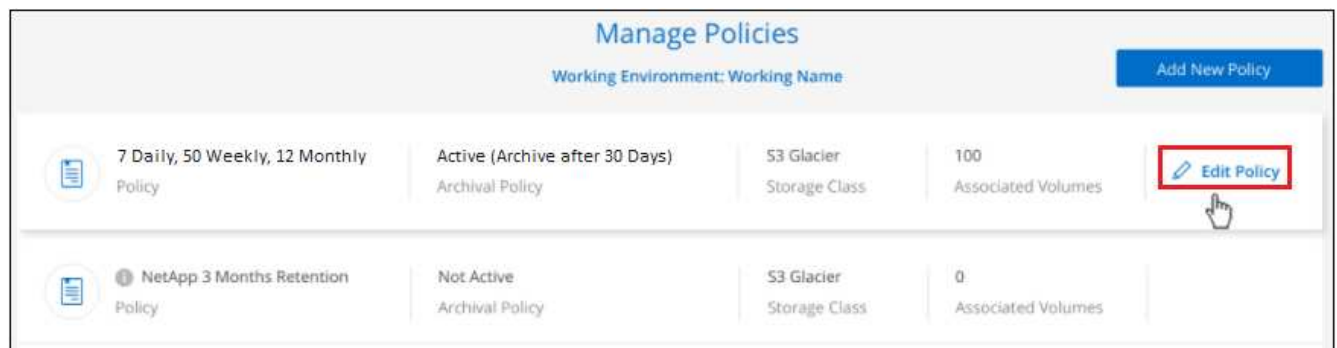 Manage Policies
Working Environment: Working Name
Add New Policy
7 Daily, 50 Weekly, 12 Monthly
Policy
Active (Archive after 30 Days)
Archival Policy
S3 Glacier
Storage Class
100
Associated Volumes
Edit Policy
NetApp 3 Months Retention
Policy
Not Active
Archival Policy
S3 Glacier
Storage Class
0
Associated Volumes